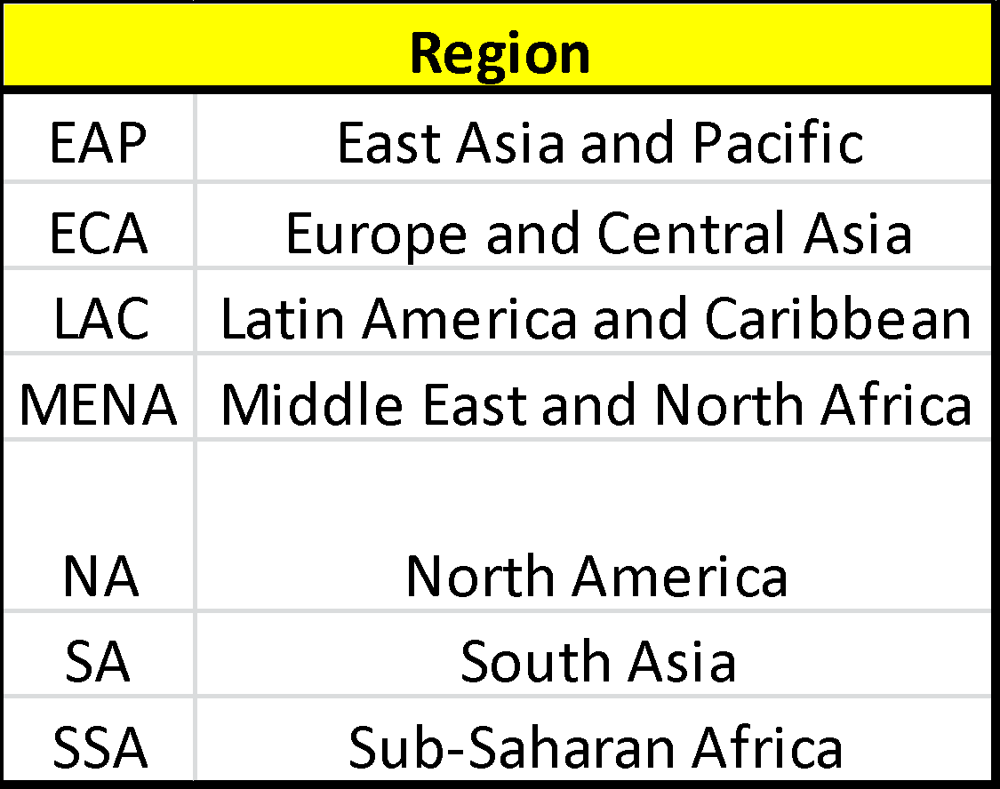 Region
EAP East Asia and Pacific
ECA Europe and Central Asia
LAC Latin America and Caribbean
MENA Middle East and North Africa
NA North America
SA South Asia
SSA Sub-Saharan Africa